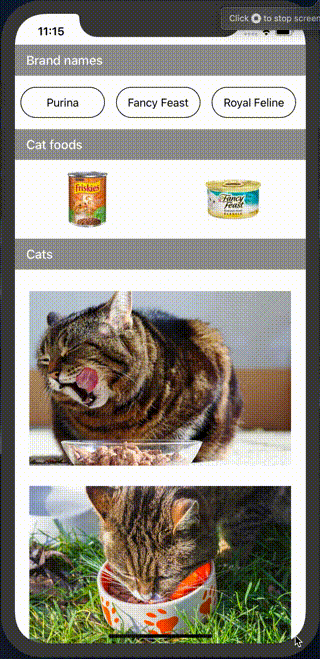 11:15
Click to stop screen
Brand names
Purina
Fancy Feast
Royal Feline
Cat foods
friskies
Fancy
Feast
CLASSIC
Cats